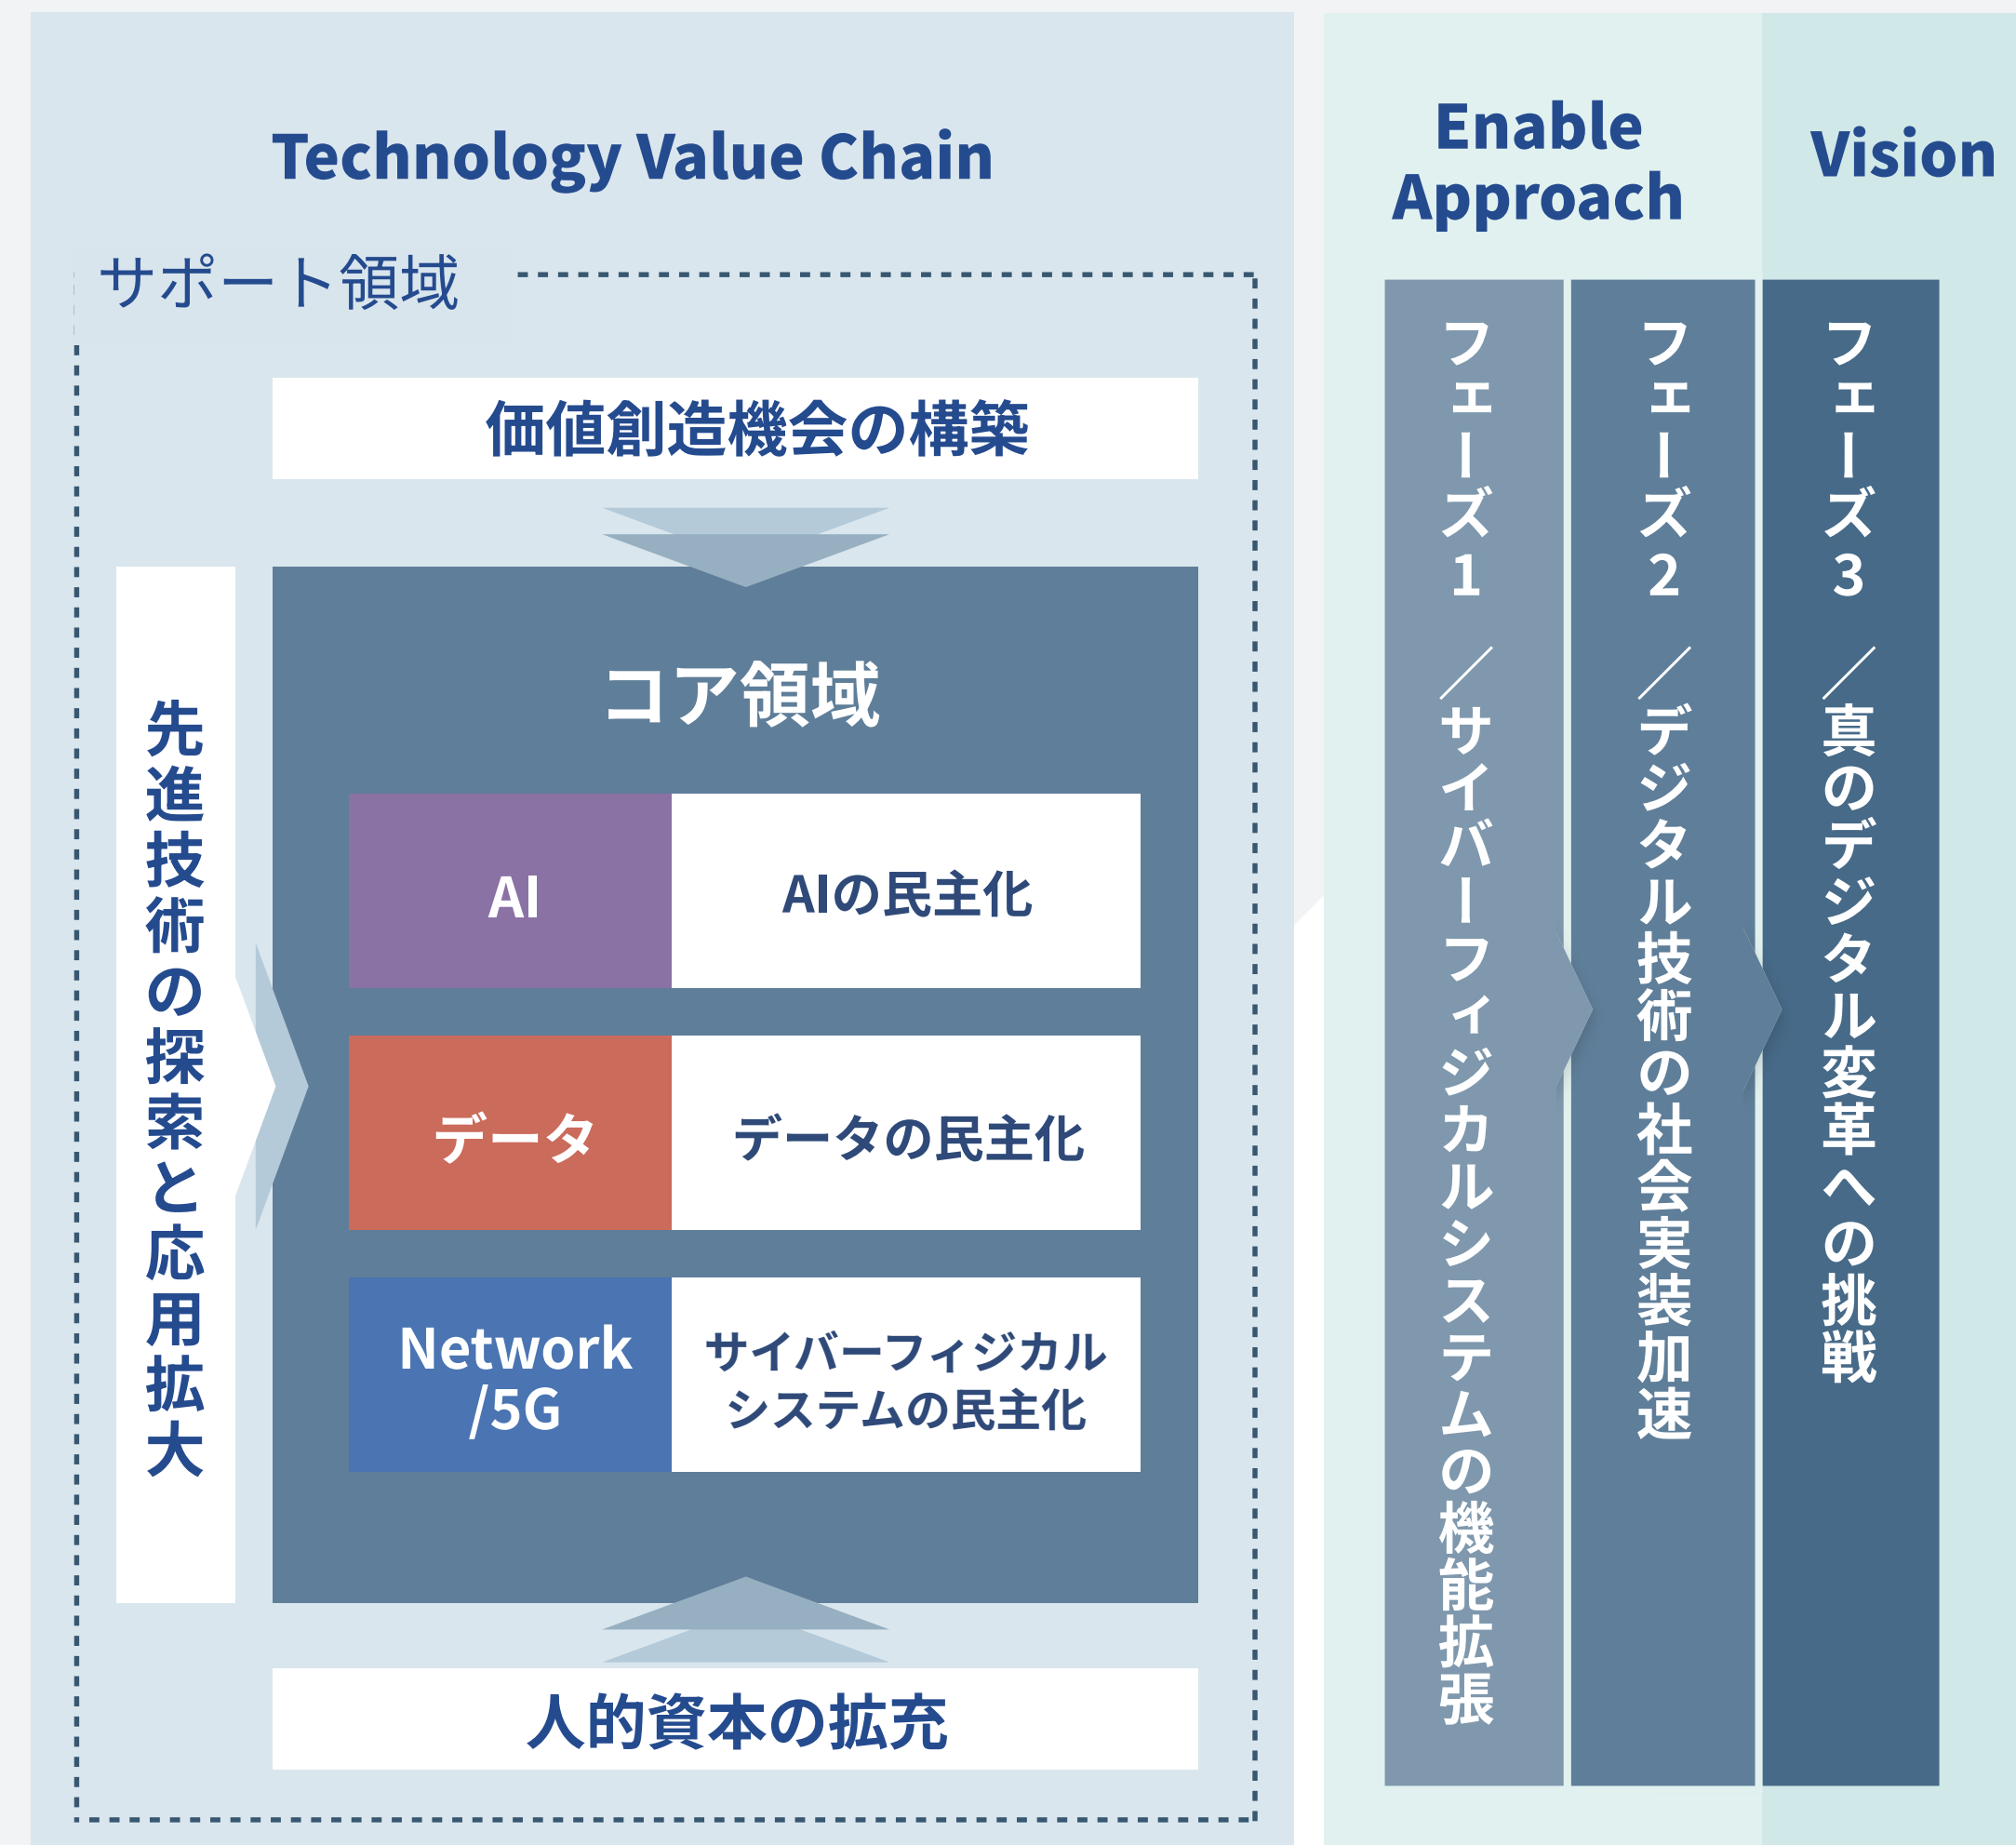 Technology Value Chain
サポート領域
価値創造機会の構築
先進技術の探索と応用拡大
コア領域
AI
AIの民主化
データ
データの民主化
Network
/5G
サイバーフィジカル
システムの民主化
人的資本の拡充
Enable
Approach
Vision
フェーズ1 ／サイバーフィジカルシステムの機能拡張
フェーズ2 ／デジタル技術の社会実装加速
フェーズ3 ／真のデジタル変革への挑戦